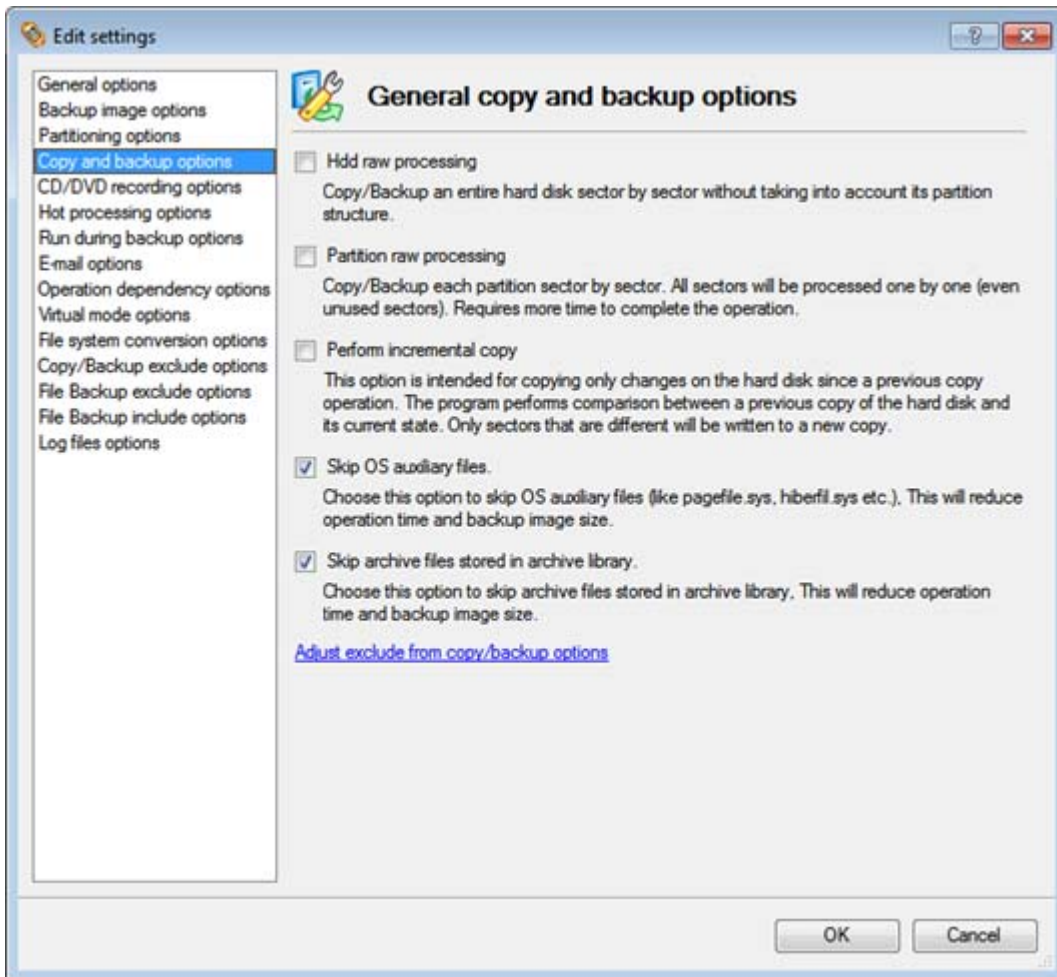 Edit settings
General options
Backup image options
Partitioning options
Copy and backup options
CD/DVD recording options
Hot processing options
Run during backup options
E-mail options
Operation dependency options
Virtual mode options
File system conversion options
Copy/Backup exclude options
File Backup exclude options
File Backup include options
Log files options
General copy and backup options
Hdd raw processing
Copy/Backup an entire hard disk sector by sector without taking into account its partition
structure.
Partition raw processing
Copy/Backup each partition sector by sector. All sectors will be processed one by one (even
unused sectors). Requires more time to complete the operation.
Perform incremental copy
This option is intended for copying only changes on the hard disk since a previous copy
operation. The program performs comparison between a previous copy of the hard disk and
its current state. Only sectors that are different will be written to a new copy.
Skip OS auxiliary files.
Choose this option to skip OS auxiliary files (like pagefile.sys, hiberfil.sys etc.), This will reduce
operation time and backup image size.
Skip archive files stored in archive library.
Choose this option to skip archive files stored in archive library, This will reduce operation
time and backup image size.
Adjust exclude from copy/backup options
OK
Cancel